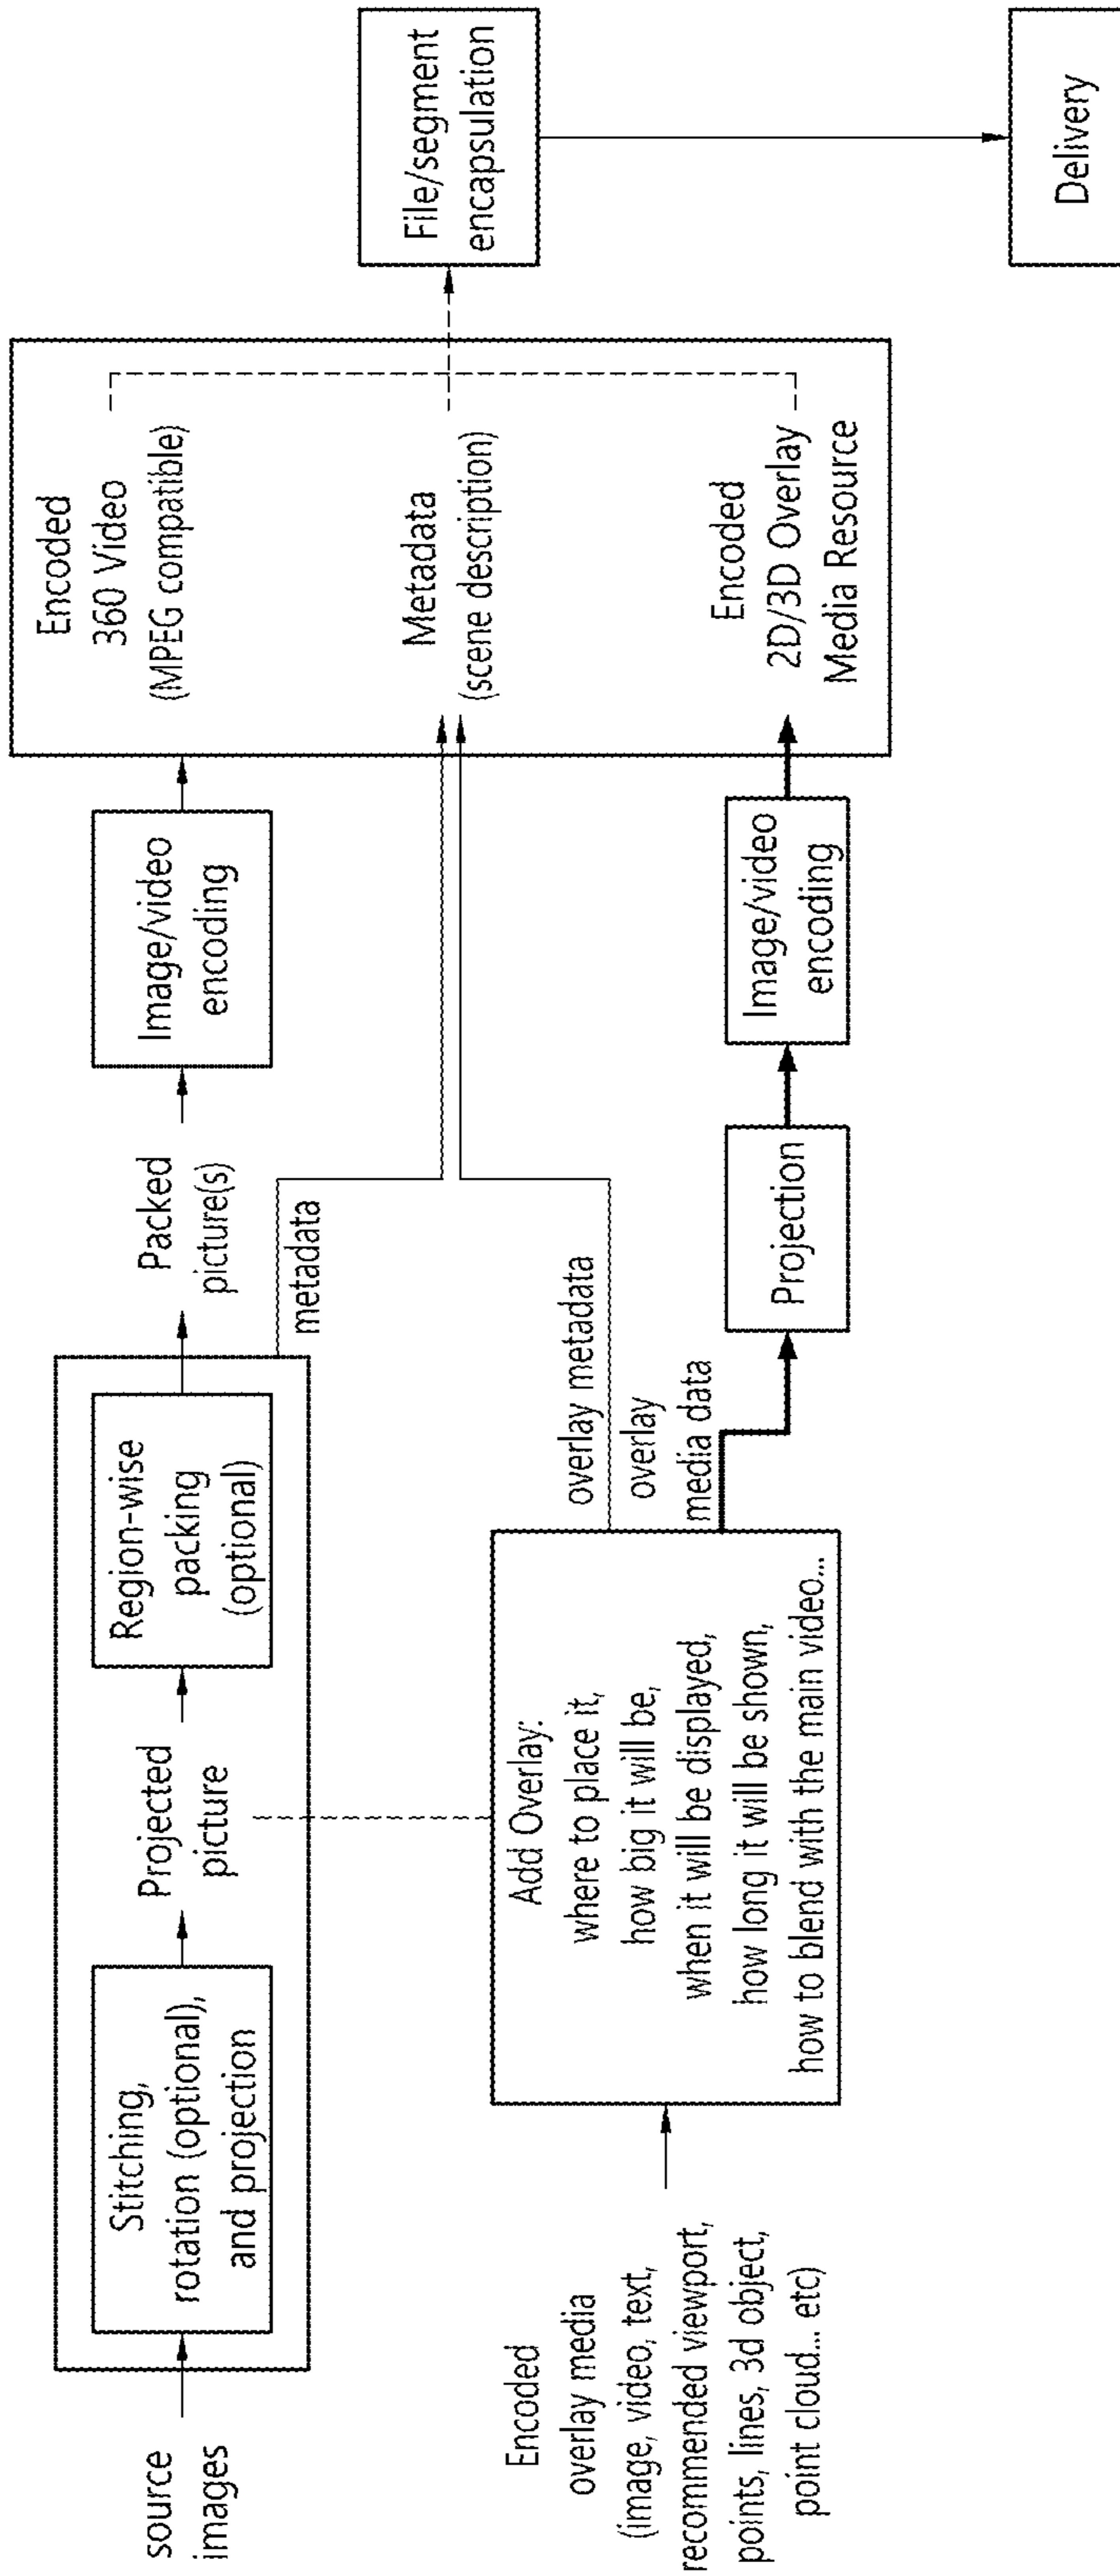 source
images
Stitching,
rotation (optional),
and projection
Projected
picture
Region-wise
packing
(optional)
Packed
picture(s)
metadata
Image/video
encoding
Encoded
360 Video
(MPEG compatible)
Metadata
(scene description)
Encoded
2D/3D Overlay
Media Resource
File/segment
encapsulation
Delivery
Encoded
overlay media
(image, video, text,
recommended viewport,
points, lines, 3d object,
point cloud... etc)
Add Overlay:
where to place it,
how big it will be,
when it will be displayed,
how long it will be shown,
how to blend with the main video...
overlay metadata
overlay
media data
Projection
Image/video
encoding